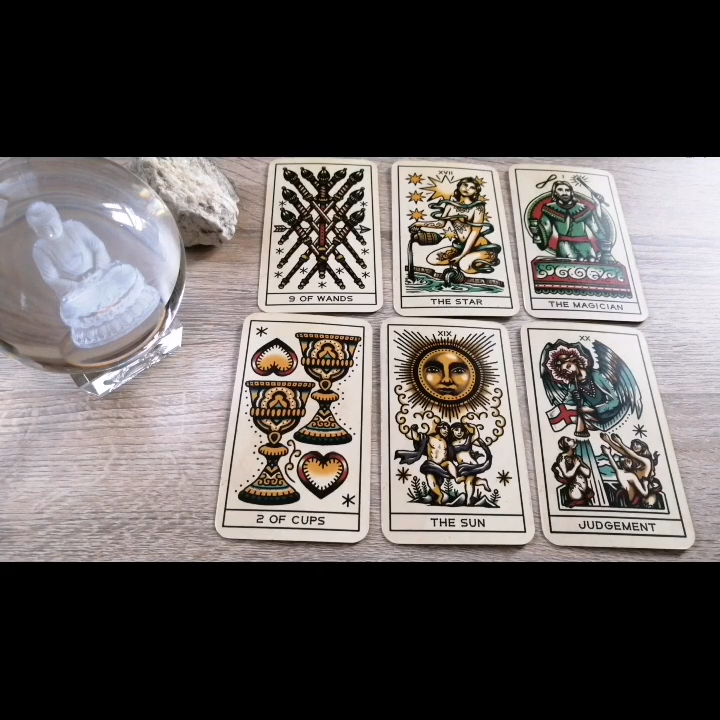 9 OF WANDS
XVII
THE STAR
I
THE MAGICIAN
2 OF CUPS
XIX
THE SUN
XX
JUDGEMENT